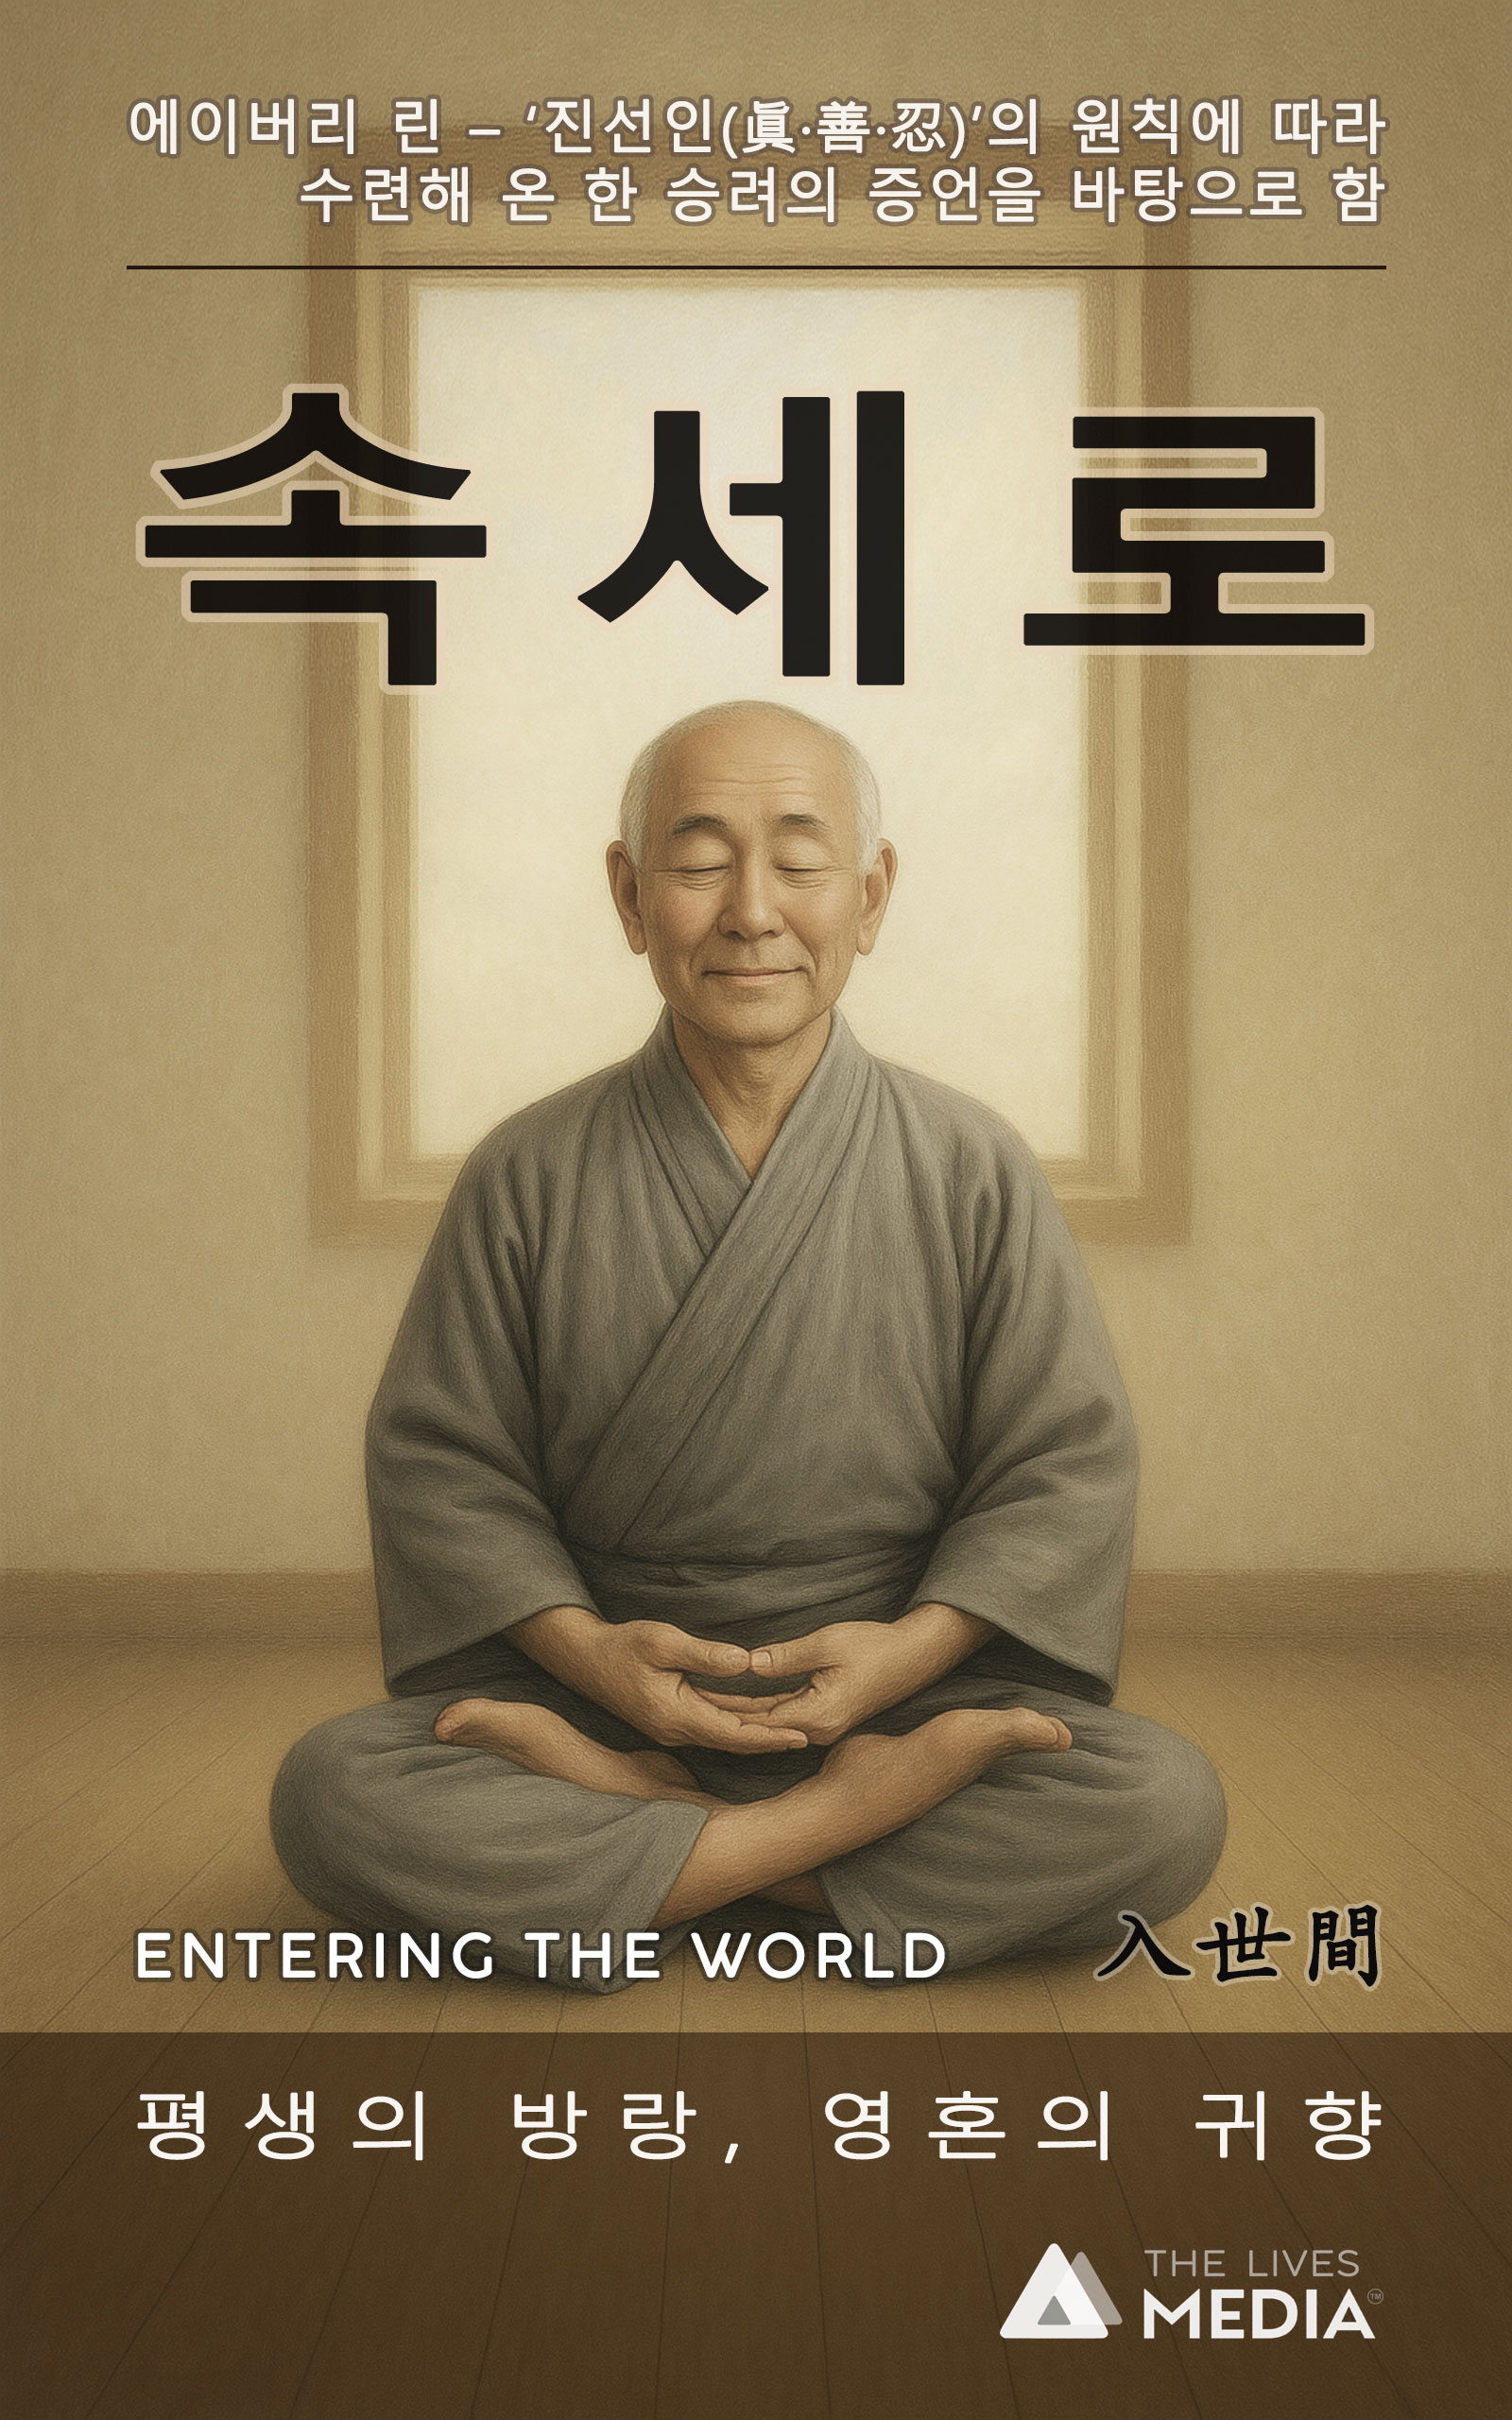 에이버리 린 – ‘진선인(眞·善·忍)’의 원칙에 따라
수련해 온 한 승려의 증언을 바탕으로 함
속세로
ENTERING THE WORLD
入世間
평생의 방랑, 영혼의 귀향
THE LIVES
MEDIA™